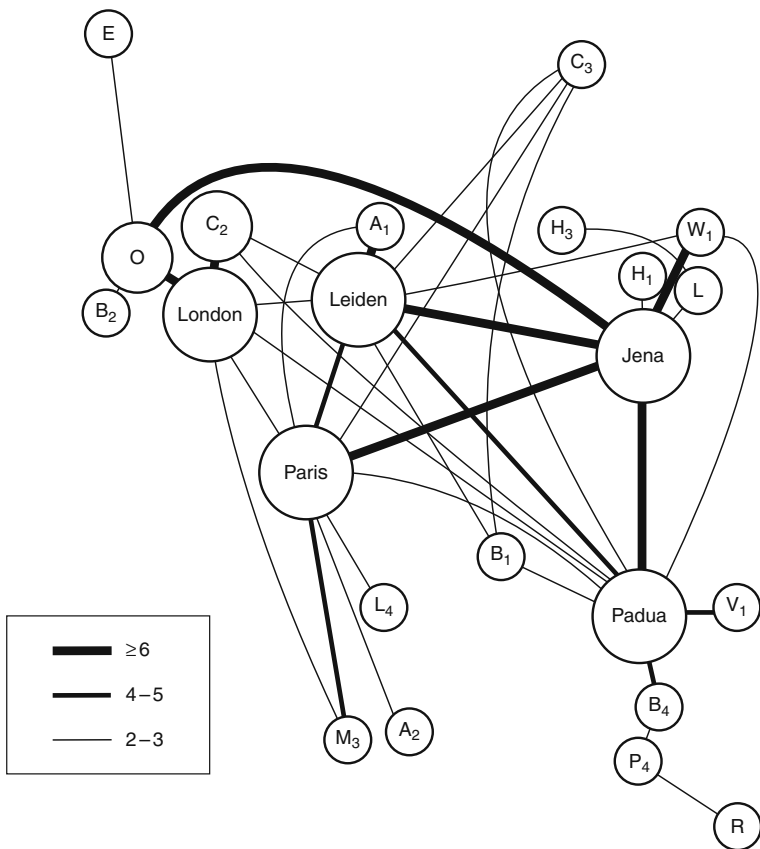 E
C₃
A₁
C₂
H₃
W₁
O
H₁
L
B₂
London
Leiden
Jena
Paris
B₁
L₄
Padua
V₁
≥6
4–5
2–3
M₃
A₂
B₄
P₄
R